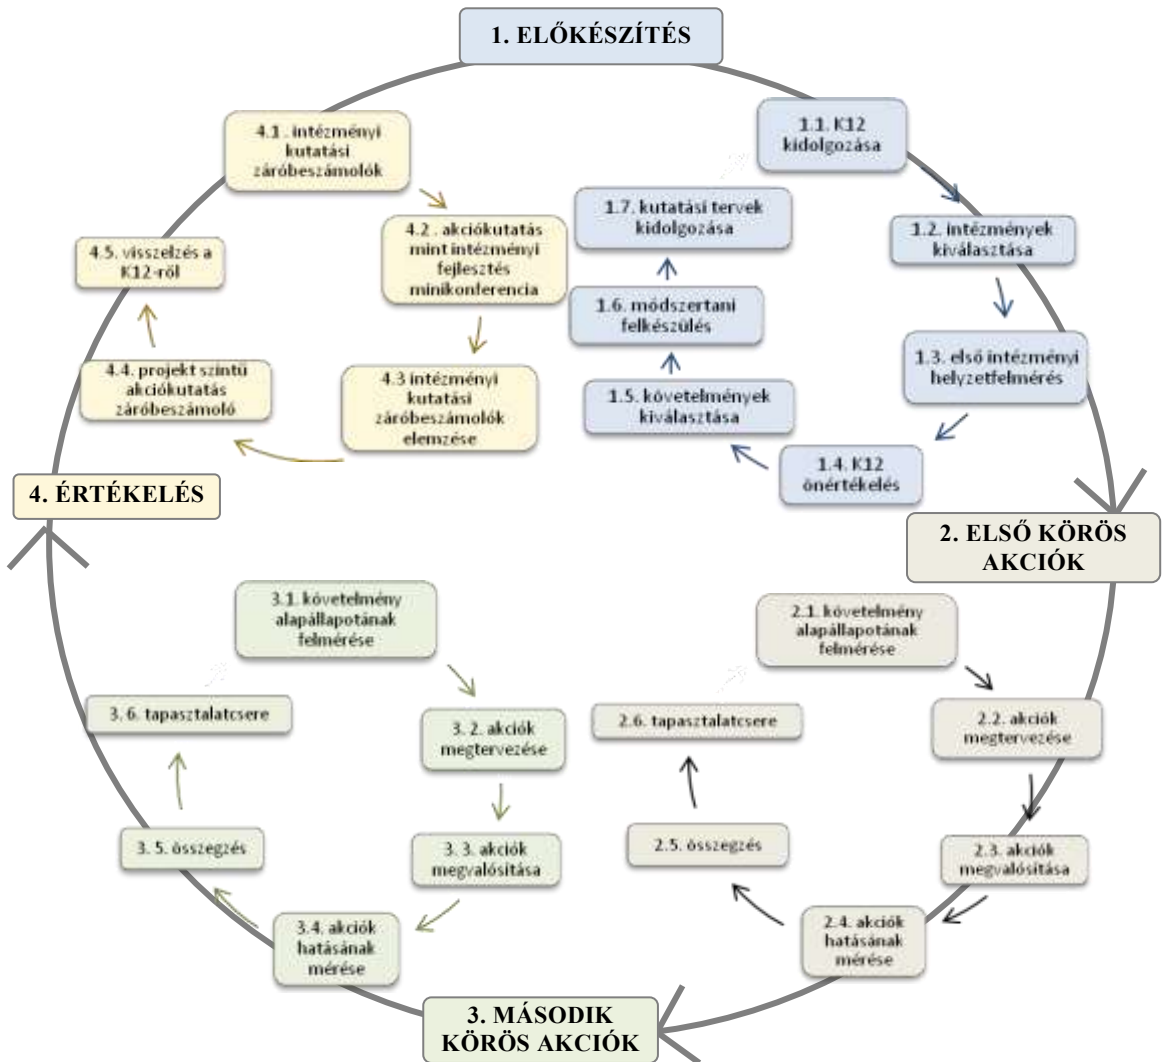 1. ELŐKÉSZÍTÉS
1.1. K12
kidolgozása
1.2. intézmények
kiválasztása
1.3. első intézményi
helyzetfelmérés
1.4. K12
önértékelés
1.5. követelmények
kiválasztása
1.6. módszertani
felkészülés
1.7. kutatási tervek
kidolgozása
2. ELSŐ KÖRÖS
AKCIÓK
2.1. követelmény
alapállapotának
felmérése
2.2. akciók
megtervezése
2.3. akciók
megvalósítása
2.4. akciók
hatásának
mérése
2.5. összegzés
2.6. tapasztalatcsere
3. MÁSODIK
KÖRÖS AKCIÓK
3.1. követelmény
alapállapotának
felmérése
3. 2. akciók
megtervezése
3. 3. akciók
megvalósítása
3.4. akciók
hatásának
mérése
3. 5. összegzés
3. 6. tapasztalatcsere
4. ÉRTÉKELÉS
4.1 . intézményi
kutatási
záróbeszámolók
4.2 . akciókutatás
mint intézményi
fejlesztés
minikonferencia
4.3 intézményi
kutatási
záróbeszámolók
elemzése
4.4. projekt szintű
akciókutatás
záróbeszámoló
4.5. visszelzés a
K12-ről